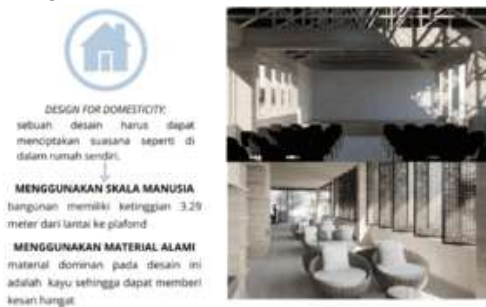 DESIGN FOR DOMESTICITY:
sebuah desain harus dapat
menciptakan suasana seperti di
dalam rumah sendiri.
MENGGUNAKAN SKALA MANUSIA
bangunan memiliki ketinggian 3.29
meter dari lantai ke plafond
MENGGUNAKAN MATERIAL ALAMI
material dominan pada desain ini
adalah kayu sehingga dapat memberi
kesan hangat